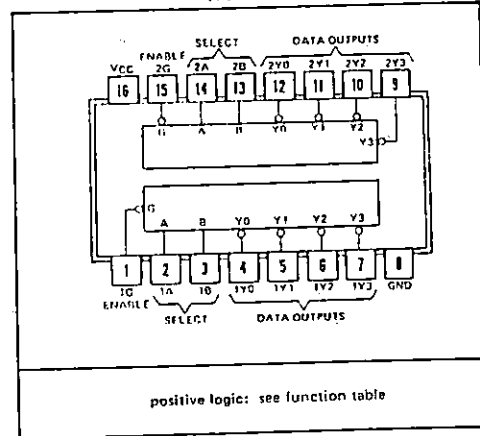 ENABLE SELECT DATA OUTPUTS
VCC 2G 2A 2B 2Y0 2Y1 2Y2 2Y3
16 15 14 13 12 11 10 9
G A B Y0 Y1 Y2
Y3
G
A B Y0 Y1 Y2 Y3
1 2 3 4 5 6 7 8
1G 1A 1B 1Y0 1Y1 1Y2 1Y3 GND
ENABLE
SELECT DATA OUTPUTS
positive logic: see function table